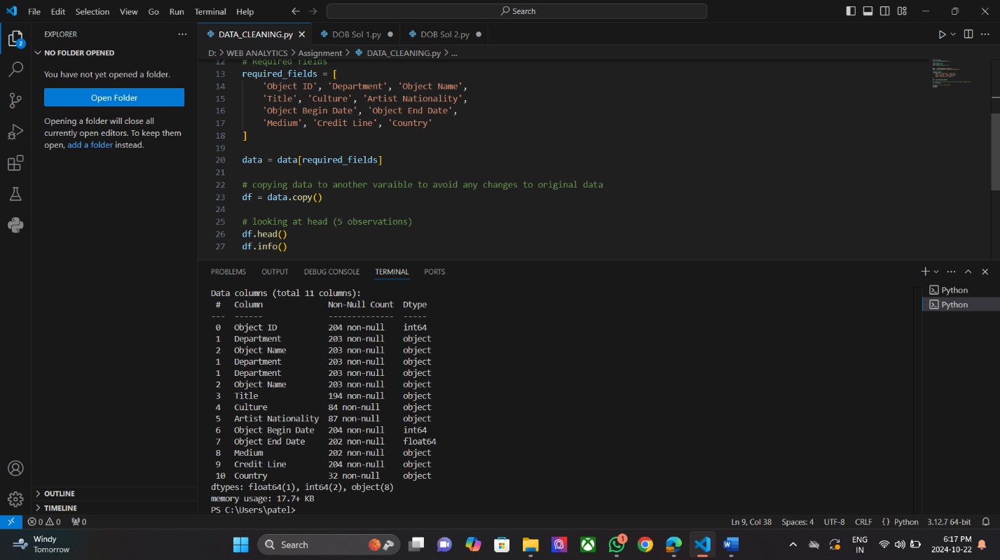 File Edit Selection View Go Run Terminal Help
Search
EXPLORER
NO FOLDER OPENED
You have not yet opened a folder.
Open Folder
Opening a folder will close all
currently open editors. To keep them
open, add a folder instead.
OUTLINE
TIMELINE
2
DATA_CLEANING.py DOB Sol 1.py DOB Sol 2.py
D: > WEB ANALYTICS > Assignment > DATA_CLEANING.py > ...
12 # Required fields
13 required_fields = [
14 'Object ID', 'Department', 'Object Name',
15 'Title', 'Culture', 'Artist Nationality',
16 'Object Begin Date', 'Object End Date',
17 'Medium', 'Credit Line', 'Country'
18 ]
19
20 data = data[required_fields]
21
22 # copying data to another varaible to avoid any changes to original data
23 df = data.copy()
24
25 # looking at head (5 observations)
26 df.head()
27 df.info()
PROBLEMS OUTPUT DEBUG CONSOLE TERMINAL PORTS
Data columns (total 11 columns):
# Column Non-Null Count Dtype
--- ------ -------------- -----
0 Object ID 204 non-null int64
1 Department 203 non-null object
2 Object Name 203 non-null object
1 Department 203 non-null object
1 Department 203 non-null object
2 Object Name 203 non-null object
3 Title 194 non-null object
4 Culture 84 non-null object
5 Artist Nationality 87 non-null object
6 Object Begin Date 204 non-null int64
7 Object End Date 202 non-null float64
8 Medium 202 non-null object
9 Credit Line 204 non-null object
10 Country 32 non-null object
dtypes: float64(1), int64(2), object(8)
memory usage: 17.7+ KB
PS C:\Users\patel>
Python
Python
0 0 0
Ln 9, Col 38 Spaces: 4 UTF-8 CRLF {} Python 3.12.7 64-bit
Windy
Tomorrow
Search
1
ENG
IN
6:17 PM
2024-10-22